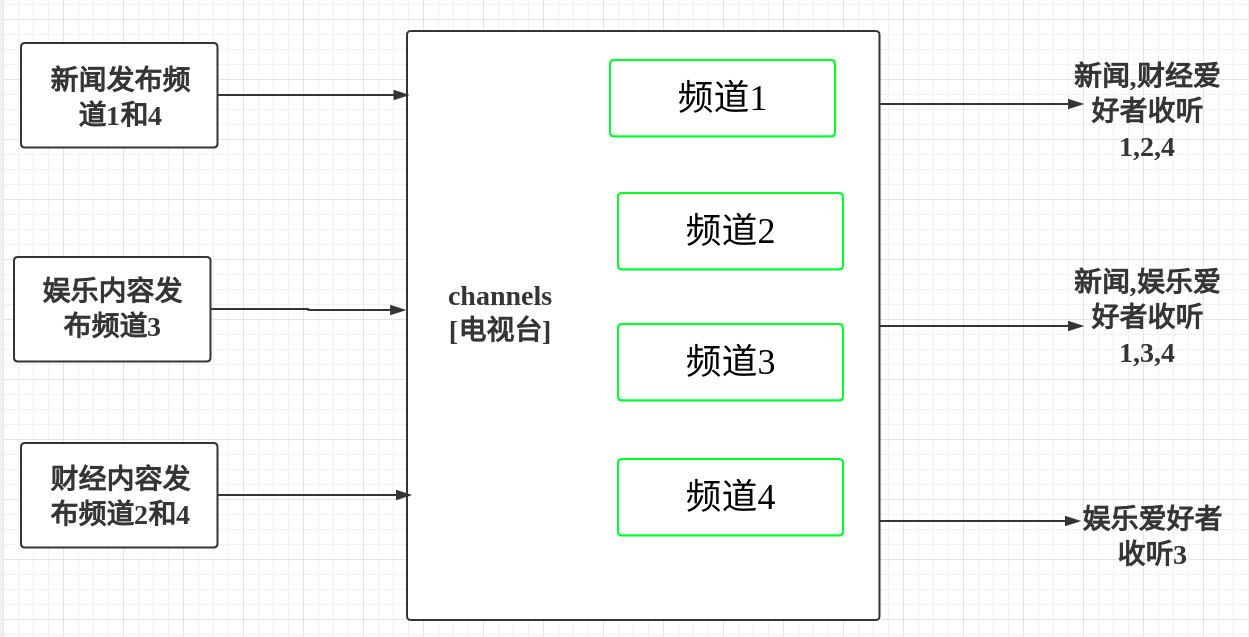 新闻发布频
道1和4
娱乐内容发
布频道3
财经内容发
布频道2和4
channels
[电视台]
频道1
频道2
频道3
频道4
新闻,财经爱
好者收听
1,2,4
新闻,娱乐爱
好者收听
1,3,4
娱乐爱好者
收听3